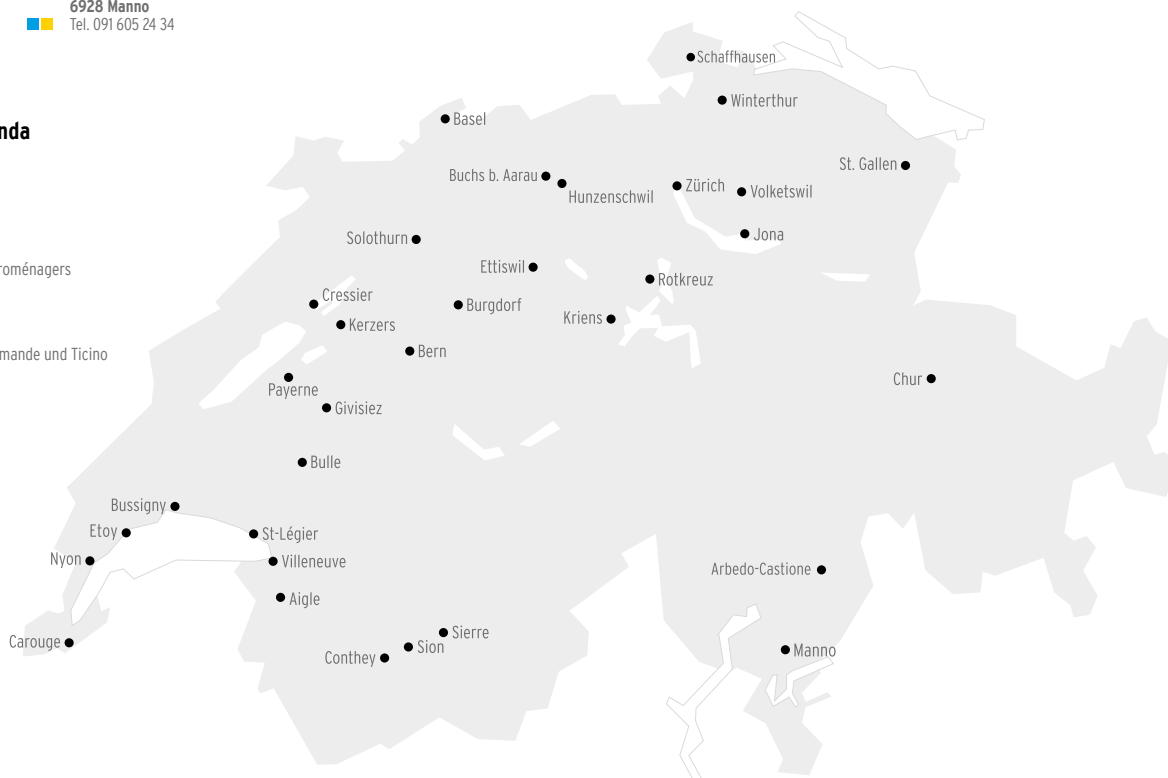 6928 Manno
Tel. 091 605 24 34
nda
roménagers
mande und Ticino
Schaffhausen
Winterthur
Basel
St. Gallen
Buchs b. Aarau
Hunzenschwil
Zürich
Volketswil
Jona
Solothurn
Ettiswil
Rotkreuz
Cressier
Burgdorf
Kriens
Kerzers
Bern
Chur
Payerne
Givisiez
Bulle
Bussigny
Etoy
St-Légier
Nyon
Villeneuve
Arbedo-Castione
Aigle
Sierre
Carouge
Sion
Conthey
Manno